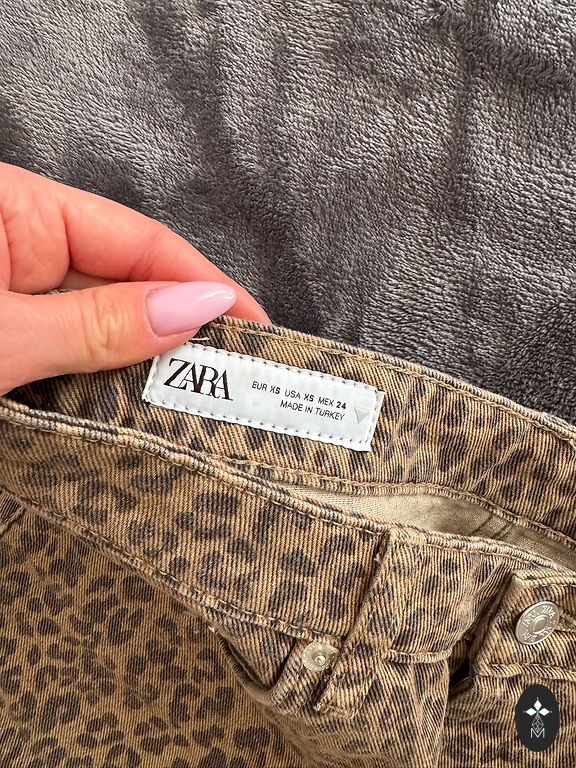 ZARA
EUR XS USA XS MEX 24
MADE IN TURKEY